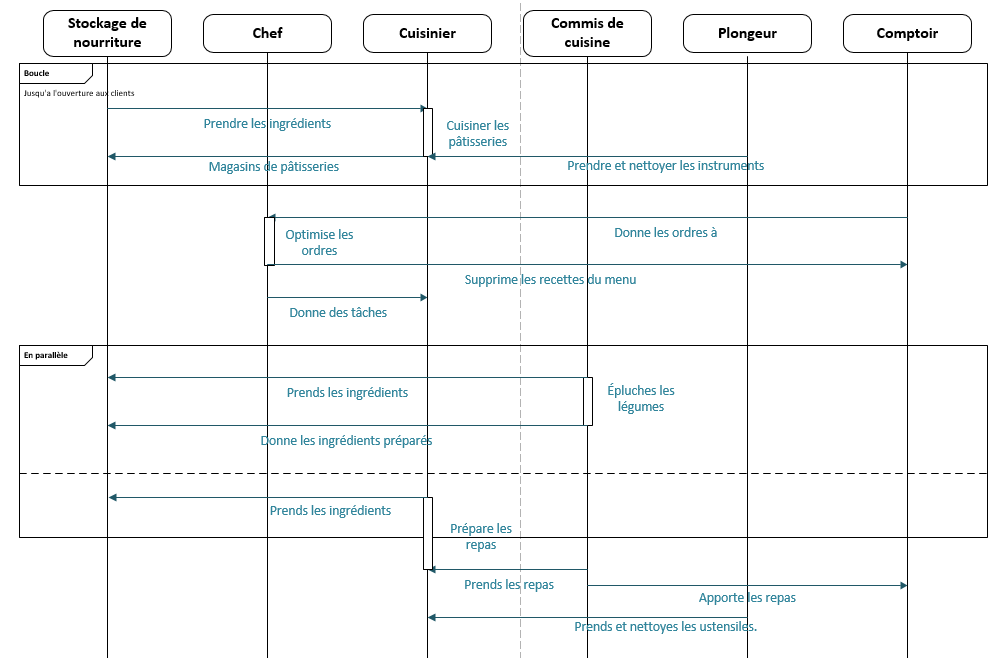 Stockage de
nourriture
Chef
Cuisinier
Commis de
cuisine
Plongeur
Comptoir
Boucle
Jusqu'a l'ouverture aux clients
Prendre les ingrédients
Cuisiner les
pâtisseries
Magasins de pâtisseries
Prendre et nettoyer les instruments
Optimise les
ordres
Donne les ordres à
Supprime les recettes du menu
Donne des tâches
En parallèle
Prends les ingrédients
Épluches les
légumes
Donne les ingrédients préparés
Prends les ingrédients
Prépare les
repas
Prends les repas
Apporte les repas
Prends et nettoyes les ustensiles.